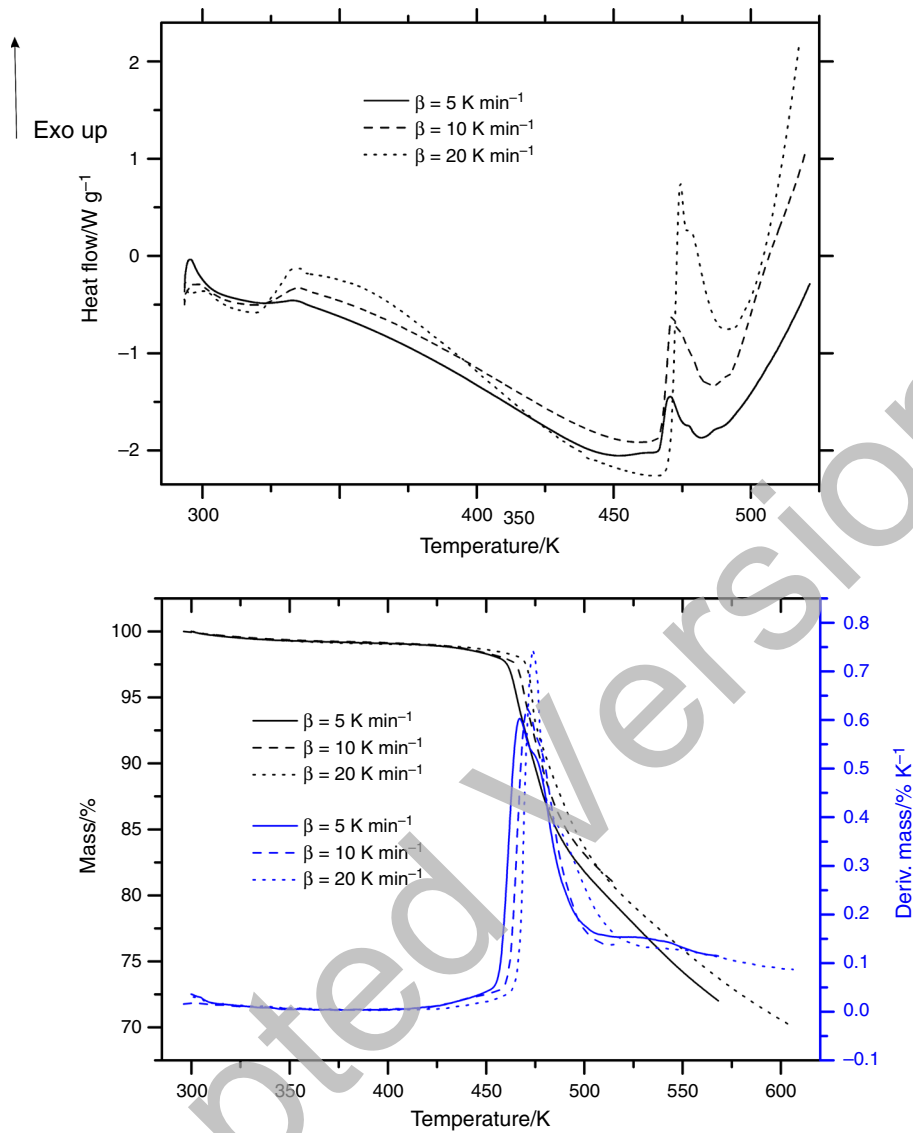 Exo up
Heat flow/W g⁻¹
2
1
0
−1
−2
β = 5 K min⁻¹
β = 10 K min⁻¹
β = 20 K min⁻¹
300
400
350
450
500
Temperature/K
Mass/%
100
95
90
85
80
75
70
β = 5 K min⁻¹
β = 10 K min⁻¹
β = 20 K min⁻¹
β = 5 K min⁻¹
β = 10 K min⁻¹
β = 20 K min⁻¹
0.8
0.7
0.6
0.5
0.4
0.3
0.2
0.1
0.0
−0.1
Deriv. mass/% K⁻¹
300
350
400
450
500
550
600
Temperature/K
pted Version